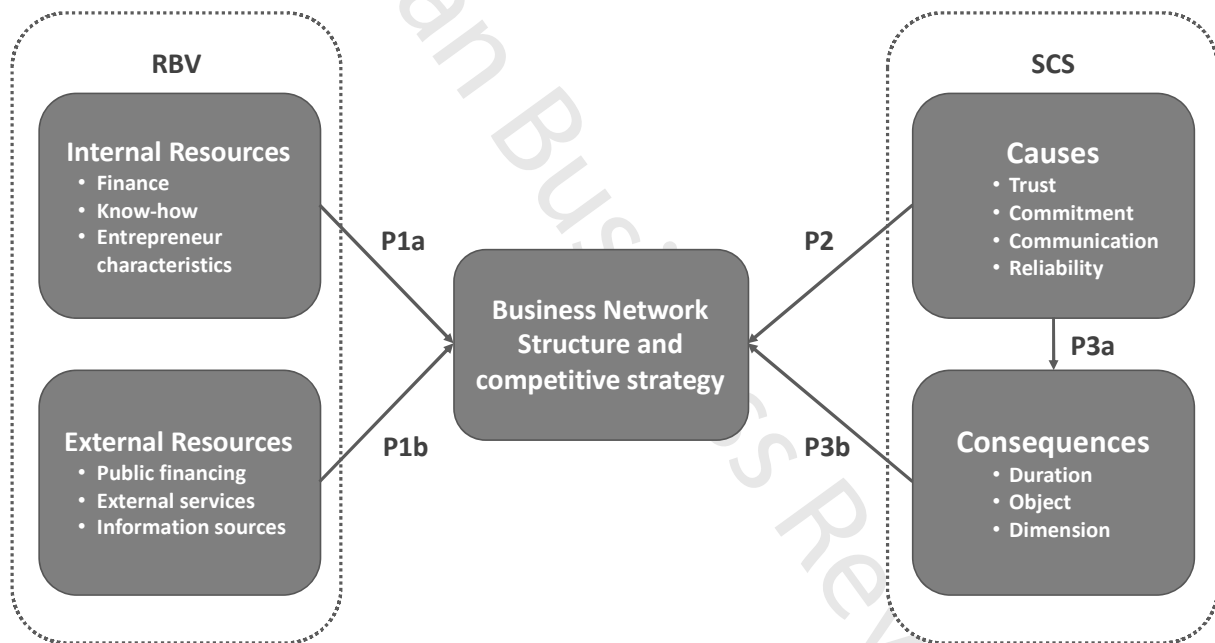 RBV
Internal Resources
• Finance
• Know-how
• Entrepreneur
characteristics
External Resources
• Public financing
• External services
• Information sources
P1a
P1b
Business Network
Structure and
competitive strategy
P2
P3b
SCS
Causes
• Trust
• Commitment
• Communication
• Reliability
P3a
Consequences
• Duration
• Object
• Dimension